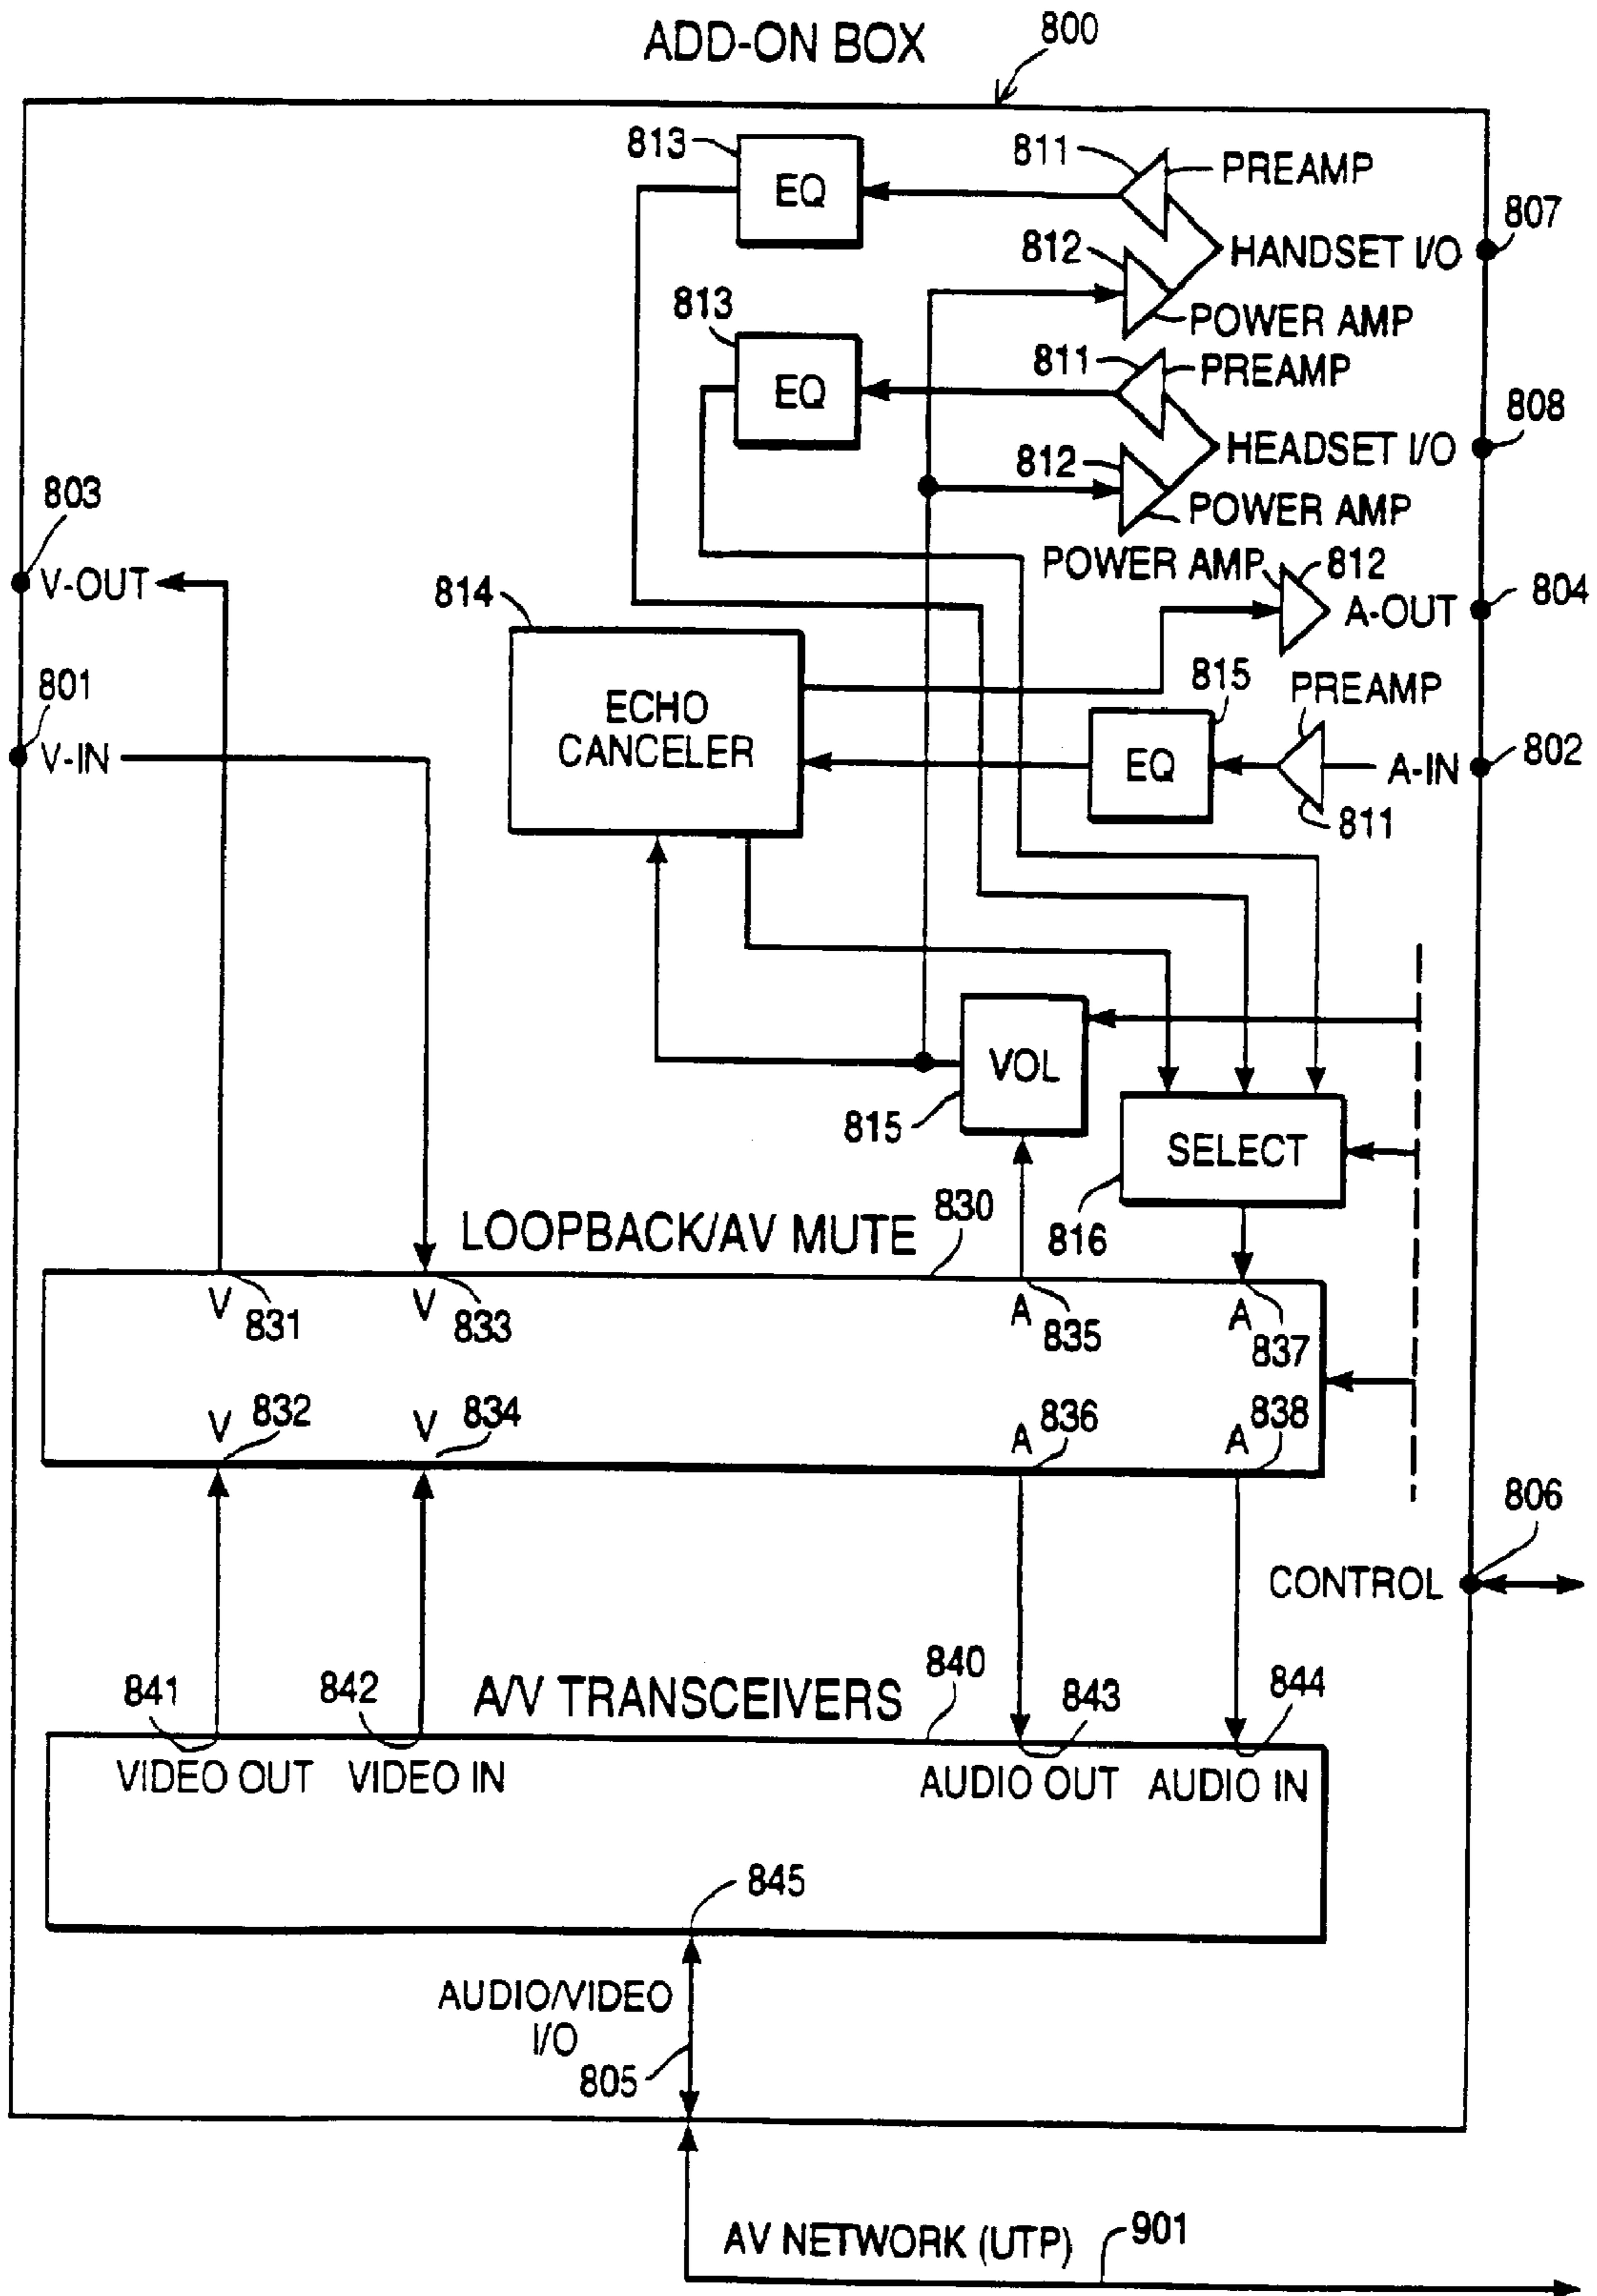 ADD-ON BOX
800
813
EQ
811
PREAMP
807
812
HANDSET I/O
POWER AMP
813
EQ
811
PREAMP
808
812
HEADSET I/O
POWER AMP
803
V-OUT
POWER AMP
812
804
A-OUT
814
ECHO
CANCELER
801
V-IN
815
EQ
PREAMP
A-IN
802
811
VOL
815
SELECT
816
LOOPBACK/AV MUTE
830
V
831
V
833
A
835
A
837
V
832
V
834
A
836
A
838
806
CONTROL
A/V TRANSCEIVERS
840
841
842
843
844
VIDEO OUT
VIDEO IN
AUDIO OUT
AUDIO IN
845
AUDIO/VIDEO
I/O
805
AV NETWORK (UTP)
901